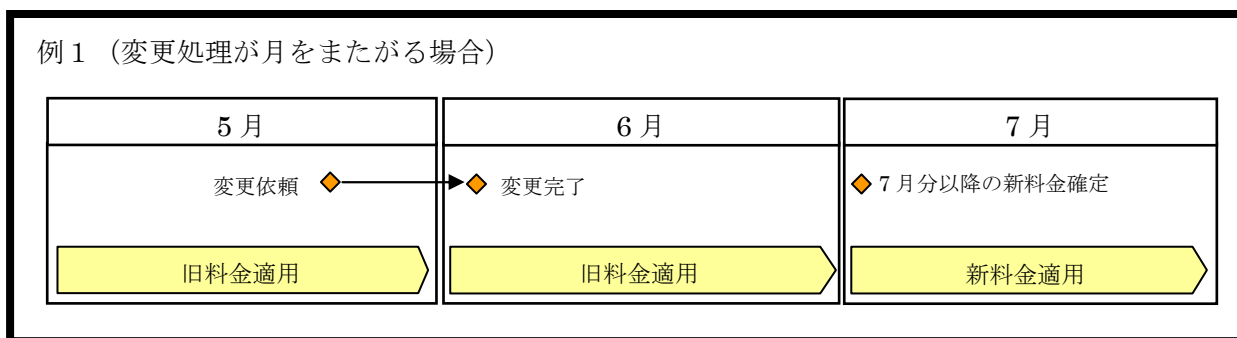 例１（変更処理が月をまたがる場合）
5 月
6 月
7 月
変更依頼
変更完了
7 月分以降の新料金確定
旧料金適用
旧料金適用
新料金適用